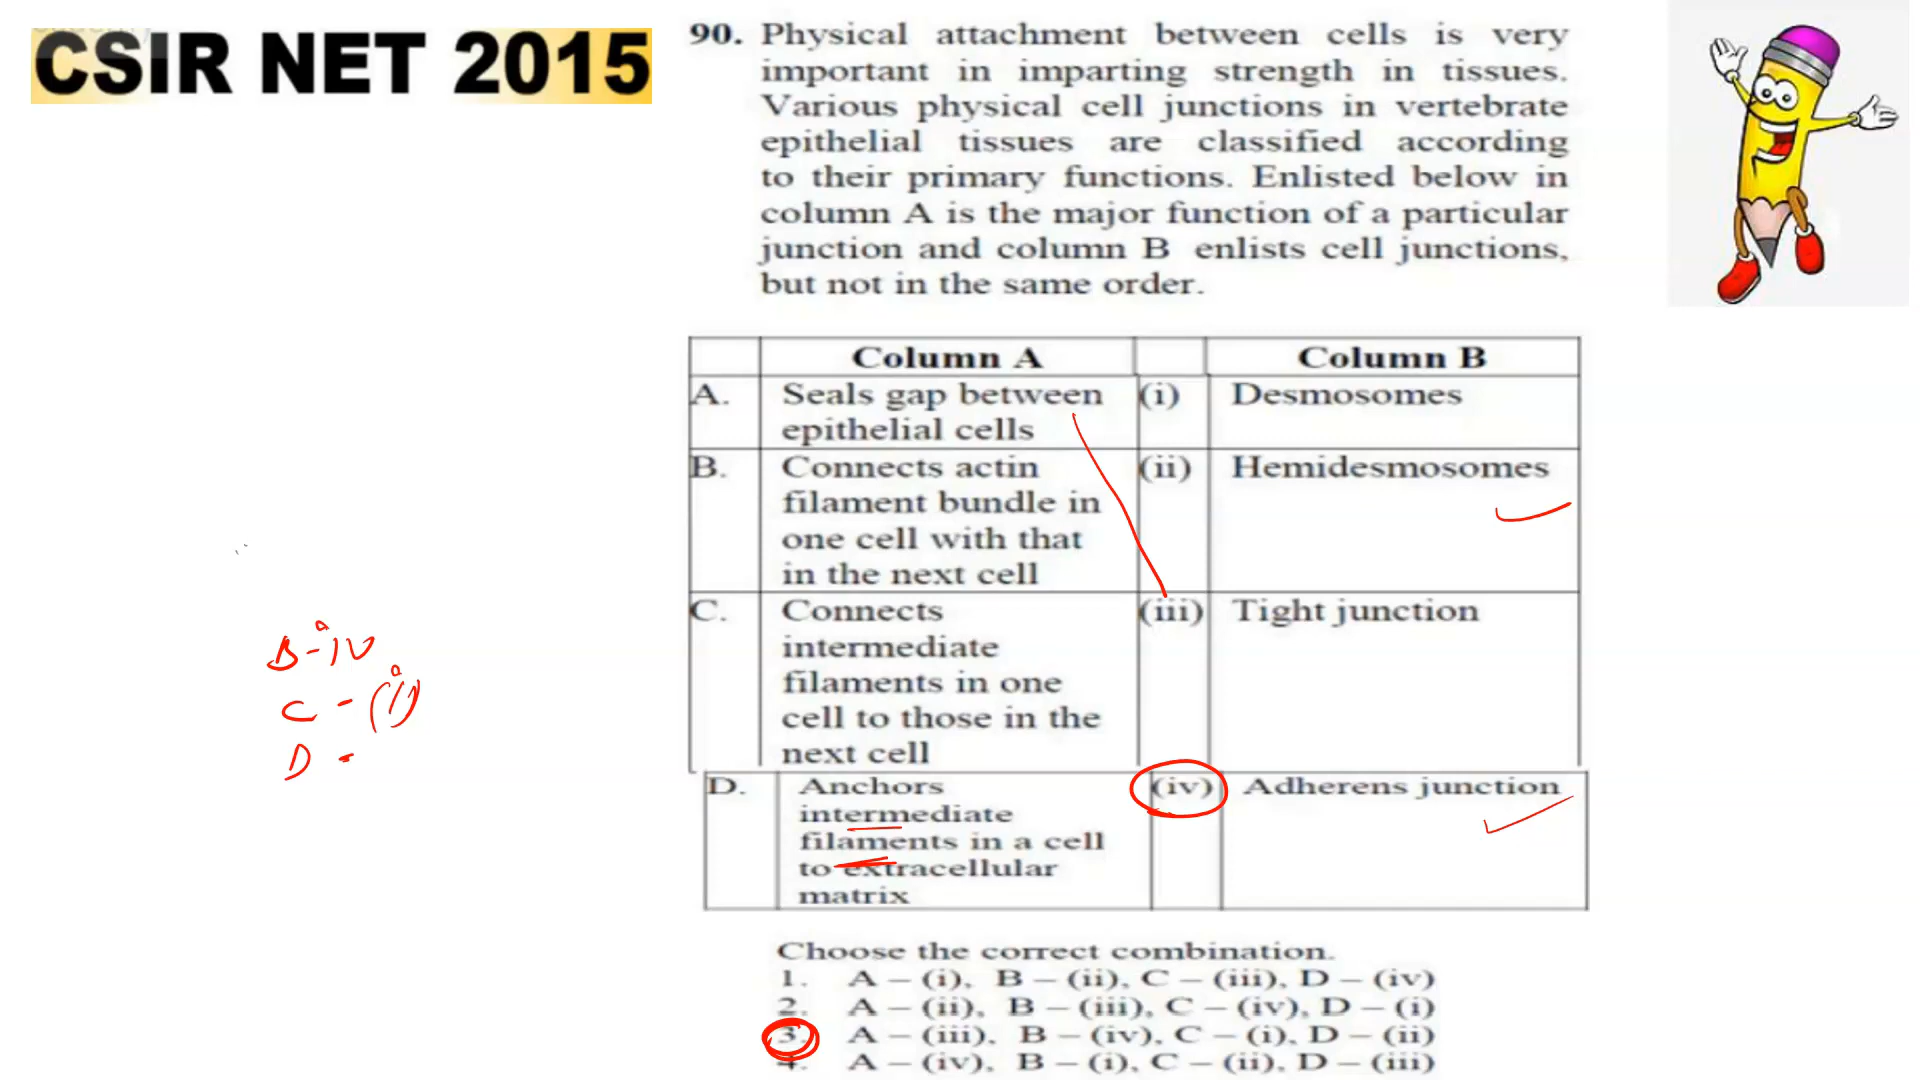 CSIR NET 2015
90. Physical attachment between cells is very
important in imparting strength in tissues.
Various physical cell junctions in vertebrate
epithelial tissues are classified according
to their primary functions. Enlisted below in
column A is the major function of a particular
junction and column B enlists cell junctions,
but not in the same order.
Column A Column B
A. Seals gap between (i) Desmosomes
epithelial cells
B. Connects actin (ii) Hemidesmosomes
filament bundle in
one cell with that
in the next cell
C. Connects (iii) Tight junction
intermediate
filaments in one
cell to those in the
next cell
D. Anchors (iv) Adherens junction
intermediate
filaments in a cell
to extracellular
matrix
B - iv
C - (i)
D -
Choose the correct combination.
1. A – (i), B – (ii), C – (iii), D – (iv)
2. A – (ii), B – (iii), C – (iv), D – (i)
3. A – (iii), B – (iv), C – (i), D – (ii)
4. A – (iv), B – (i), C – (ii), D – (iii)